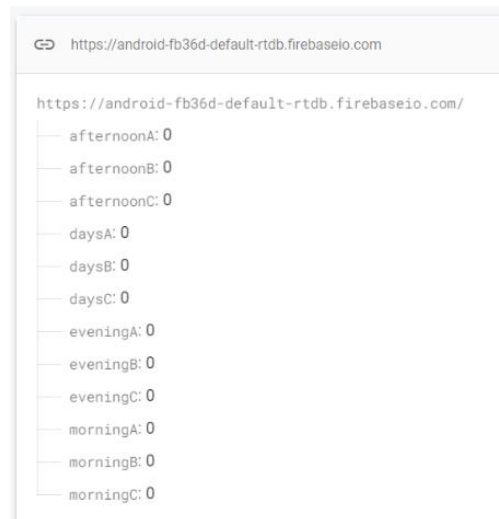 https://android-fb36d-default-rtdb.firebaseio.com
https://android-fb36d-default-rtdb.firebaseio.com/
afternoonA: 0
afternoonB: 0
afternoonC: 0
daysA: 0
daysB: 0
daysC: 0
eveningA: 0
eveningB: 0
eveningC: 0
morningA: 0
morningB: 0
morningC: 0